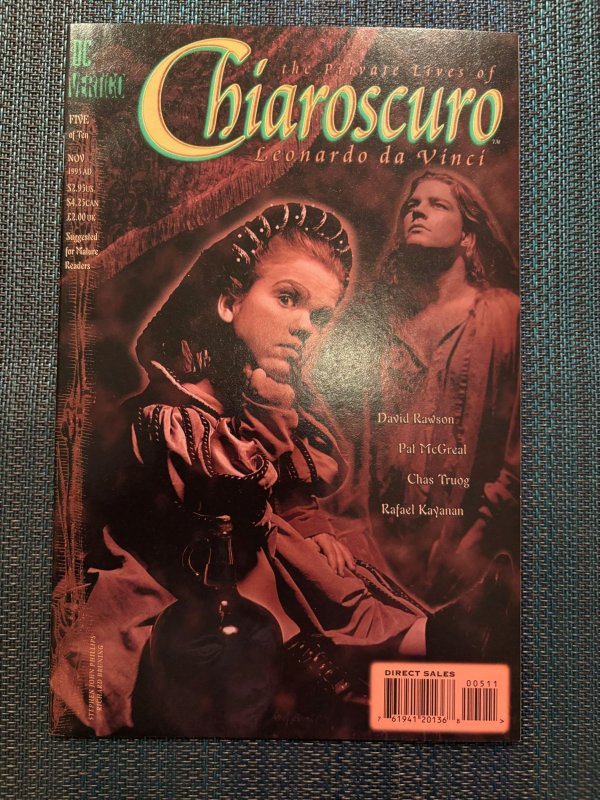 DC
VERTIGO
the Private Lives of
Chiaroscuro™
Leonardo da Vinci
FIVE
of Ten
NOV
1995 AD
$2.95US
$4.25CAN
£2.00 UK
Suggested
for Mature
Readers
David Rawson
Pat McGreal
Chas Truog
Rafael Kayanan
STEPHEN JOHN PHILLIPS
RICHARD BRUNING
DIRECT SALES
00511
7 61941 20136 8 >